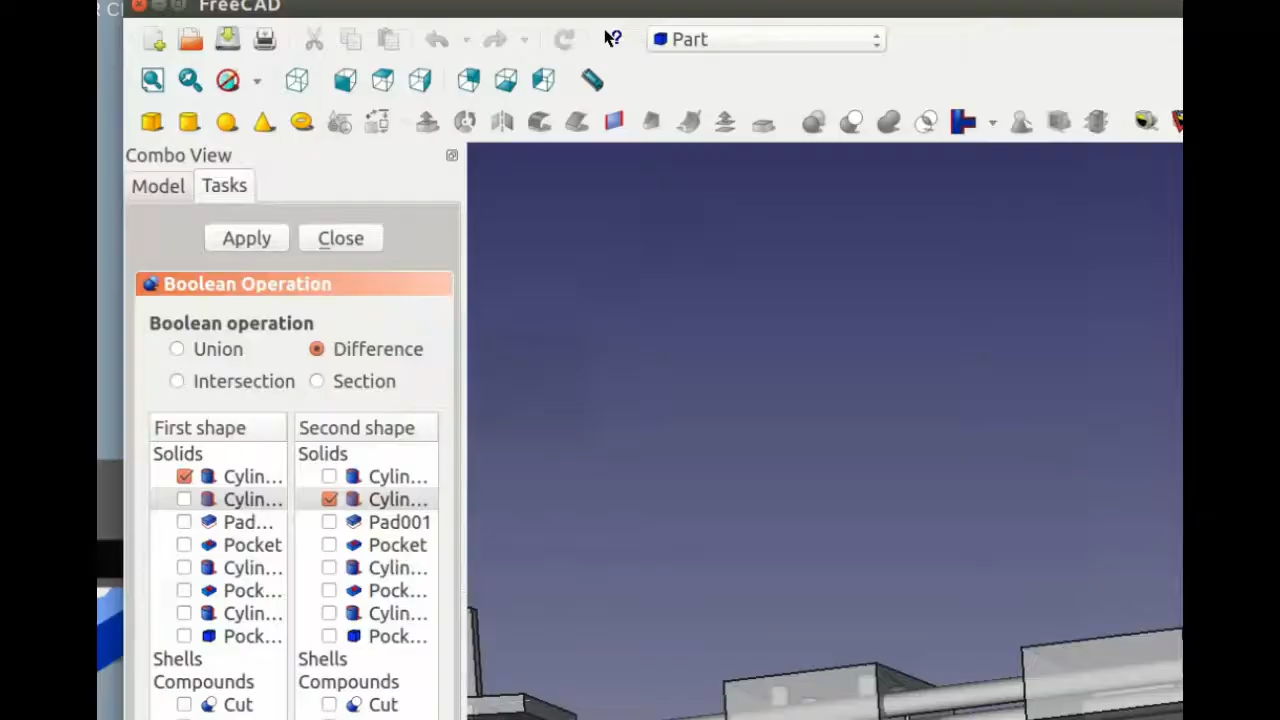 R C
FreeCAD
Part
Combo View
Model Tasks
Apply Close
Boolean Operation
Boolean operation
Union Difference
Intersection Section
First shape Second shape
Solids Solids
Cylin... Cylin...
Cylin... Cylin...
Pad... Pad001
Pocket Pocket
Cylin... Cylin...
Pock... Pock...
Cylin... Cylin...
Pock... Pock...
Shells Shells
Compounds Compounds
Cut Cut